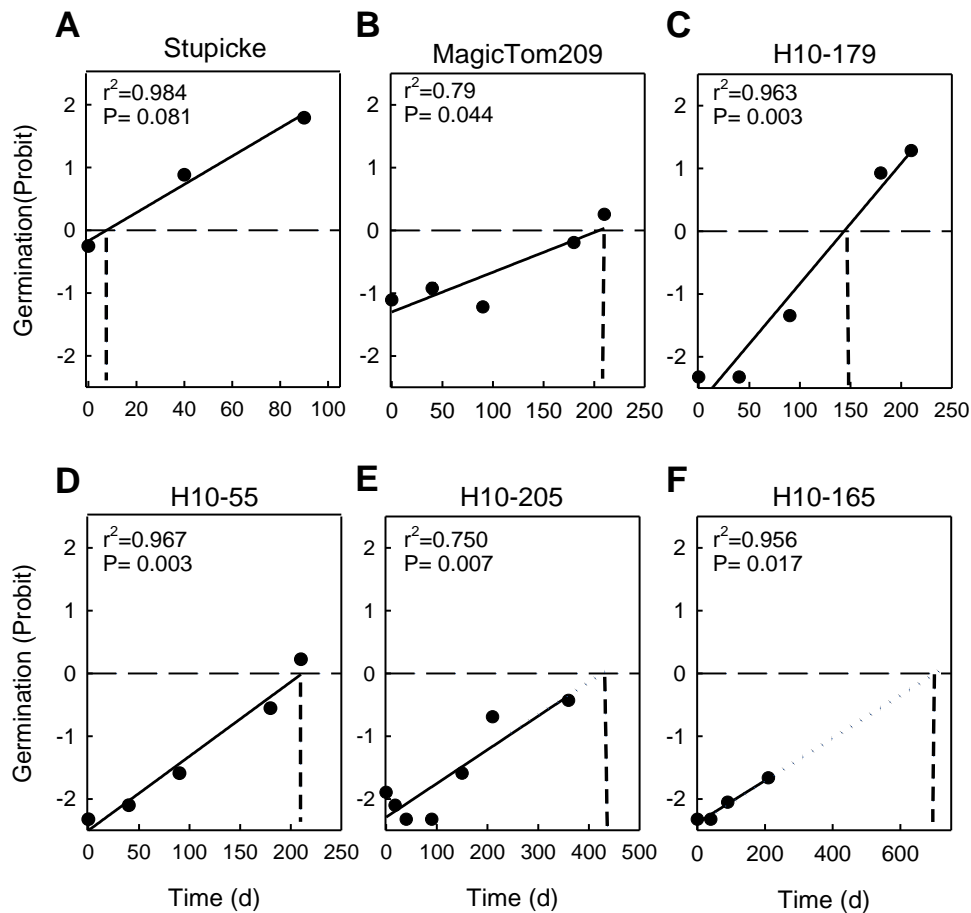 A
Stupicke
r²=0.984
P= 0.081
2
1
0
-1
-2
Germination(Probit)
0 20 40 60 80 100
B
MagicTom209
r²=0.79
P= 0.044
2
1
0
-1
-2
0 50 100 150 200 250
C
H10-179
r²=0.963
P= 0.003
2
1
0
-1
-2
0 50 100 150 200 250
D
H10-55
r²=0.967
P= 0.003
2
1
0
-1
-2
Germination (Probit)
0 50 100 150 200 250
Time (d)
E
H10-205
r²=0.750
P= 0.007
2
1
0
-1
-2
0 100 200 300 400 500
Time (d)
F
H10-165
r²=0.956
P= 0.017
2
1
0
-1
-2
0 200 400 600
Time (d)